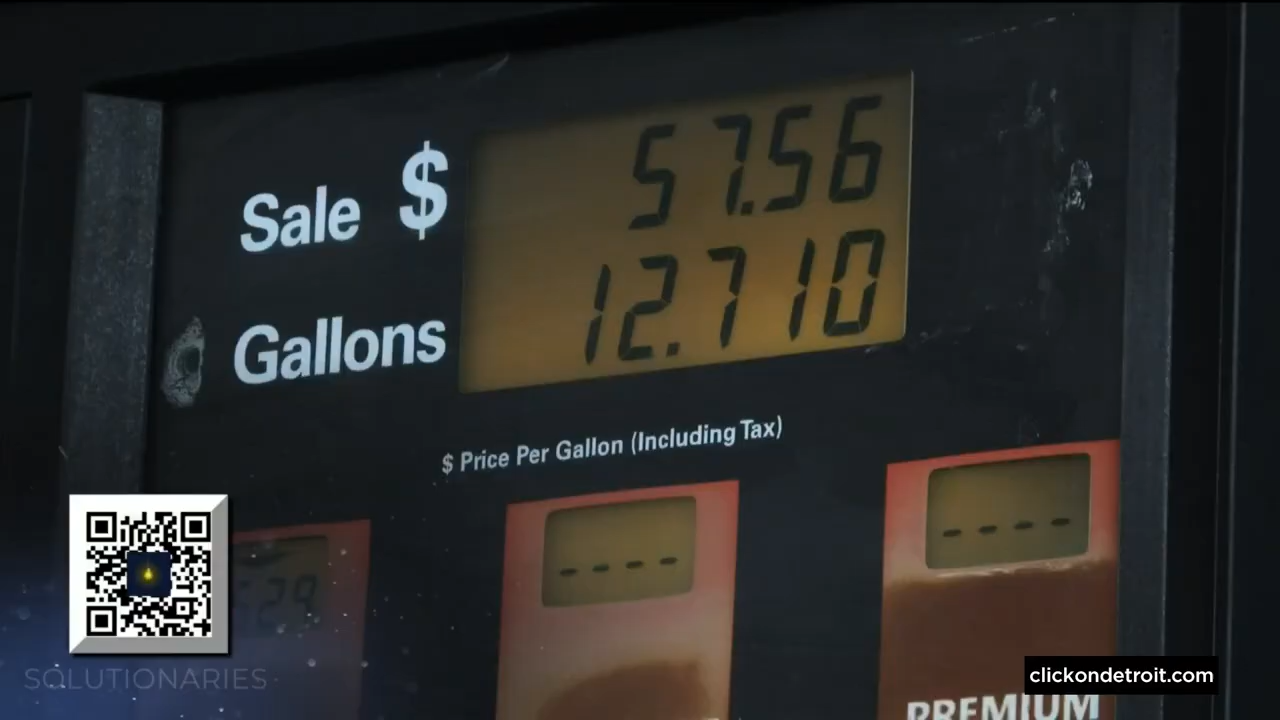 Sale $ 57.56
Gallons 12.710
$ Price Per Gallon (Including Tax)
- - - -
- - - -
SOLUTIONARIES
clickondetroit.com
PREMIUM